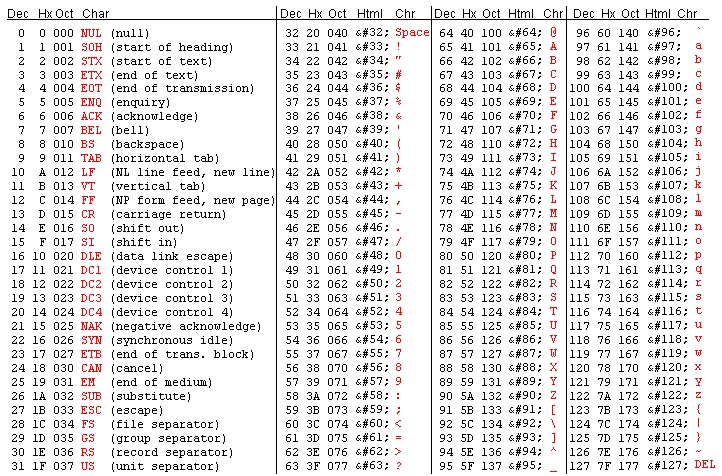 Dec Hx Oct Char Dec Hx Oct Html Chr Dec Hx Oct Html Chr Dec Hx Oct Html Chr
0 0 000 NUL (null) 32 20 040 &#32; Space 64 40 100 &#64; @ 96 60 140 &#96; `
1 1 001 SOH (start of heading) 33 21 041 &#33; ! 65 41 101 &#65; A 97 61 141 &#97; a
2 2 002 STX (start of text) 34 22 042 &#34; " 66 42 102 &#66; B 98 62 142 &#98; b
3 3 003 ETX (end of text) 35 23 043 &#35; # 67 43 103 &#67; C 99 63 143 &#99; c
4 4 004 EOT (end of transmission) 36 24 044 &#36; $ 68 44 104 &#68; D 100 64 144 &#100; d
5 5 005 ENQ (enquiry) 37 25 045 &#37; % 69 45 105 &#69; E 101 65 145 &#101; e
6 6 006 ACK (acknowledge) 38 26 046 &#38; & 70 46 106 &#70; F 102 66 146 &#102; f
7 7 007 BEL (bell) 39 27 047 &#39; ' 71 47 107 &#71; G 103 67 147 &#103; g
8 8 010 BS (backspace) 40 28 050 &#40; ( 72 48 110 &#72; H 104 68 150 &#104; h
9 9 011 TAB (horizontal tab) 41 29 051 &#41; ) 73 49 111 &#73; I 105 69 151 &#105; i
10 A 012 LF (NL line feed, new line) 42 2A 052 &#42; * 74 4A 112 &#74; J 106 6A 152 &#106; j
11 B 013 VT (vertical tab) 43 2B 053 &#43; + 75 4B 113 &#75; K 107 6B 153 &#107; k
12 C 014 FF (NP form feed, new page) 44 2C 054 &#44; , 76 4C 114 &#76; L 108 6C 154 &#108; l
13 D 015 CR (carriage return) 45 2D 055 &#45; - 77 4D 115 &#77; M 109 6D 155 &#109; m
14 E 016 SO (shift out) 46 2E 056 &#46; . 78 4E 116 &#78; N 110 6E 156 &#110; n
15 F 017 SI (shift in) 47 2F 057 &#47; / 79 4F 117 &#79; O 111 6F 157 &#111; o
16 10 020 DLE (data link escape) 48 30 060 &#48; 0 80 50 120 &#80; P 112 70 160 &#112; p
17 11 021 DC1 (device control 1) 49 31 061 &#49; 1 81 51 121 &#81; Q 113 71 161 &#113; q
18 12 022 DC2 (device control 2) 50 32 062 &#50; 2 82 52 122 &#82; R 114 72 162 &#114; r
19 13 023 DC3 (device control 3) 51 33 063 &#51; 3 83 53 123 &#83; S 115 73 163 &#115; s
20 14 024 DC4 (device control 4) 52 34 064 &#52; 4 84 54 124 &#84; T 116 74 164 &#116; t
21 15 025 NAK (negative acknowledge) 53 35 065 &#53; 5 85 55 125 &#85; U 117 75 165 &#117; u
22 16 026 SYN (synchronous idle) 54 36 066 &#54; 6 86 56 126 &#86; V 118 76 166 &#118; v
23 17 027 ETB (end of trans. block) 55 37 067 &#55; 7 87 57 127 &#87; W 119 77 167 &#119; w
24 18 030 CAN (cancel) 56 38 070 &#56; 8 88 58 130 &#88; X 120 78 170 &#120; x
25 19 031 EM (end of medium) 57 39 071 &#57; 9 89 59 131 &#89; Y 121 79 171 &#121; y
26 1A 032 SUB (substitute) 58 3A 072 &#58; : 90 5A 132 &#90; Z 122 7A 172 &#122; z
27 1B 033 ESC (escape) 59 3B 073 &#59; ; 91 5B 133 &#91; [ 123 7B 173 &#123; {
28 1C 034 FS (file separator) 60 3C 074 &#60; < 92 5C 134 &#92; \ 124 7C 174 &#124; |
29 1D 035 GS (group separator) 61 3D 075 &#61; = 93 5D 135 &#93; ] 125 7D 175 &#125; }
30 1E 036 RS (record separator) 62 3E 076 &#62; > 94 5E 136 &#94; ^ 126 7E 176 &#126; ~
31 1F 037 US (unit separator) 63 3F 077 &#63; ? 95 5F 137 &#95; _ 127 7F 177 &#127; DEL